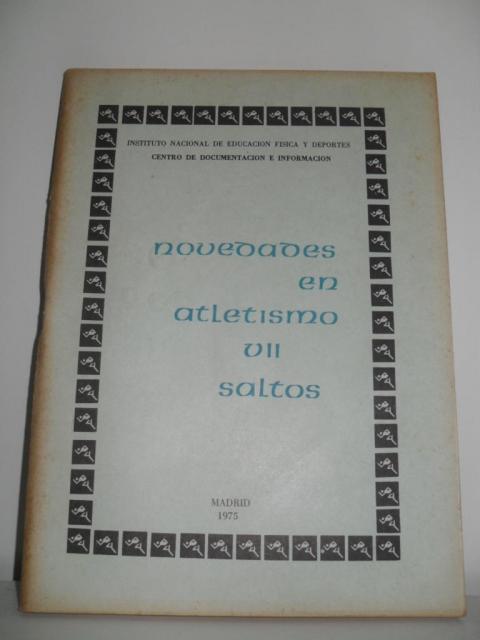 INSTITUTO NACIONAL DE EDUCACION FISICA Y DEPORTES
CENTRO DE DOCUMENTACION E INFORMACION
novedades
en
atletismo
VII
saltos
MADRID
1975